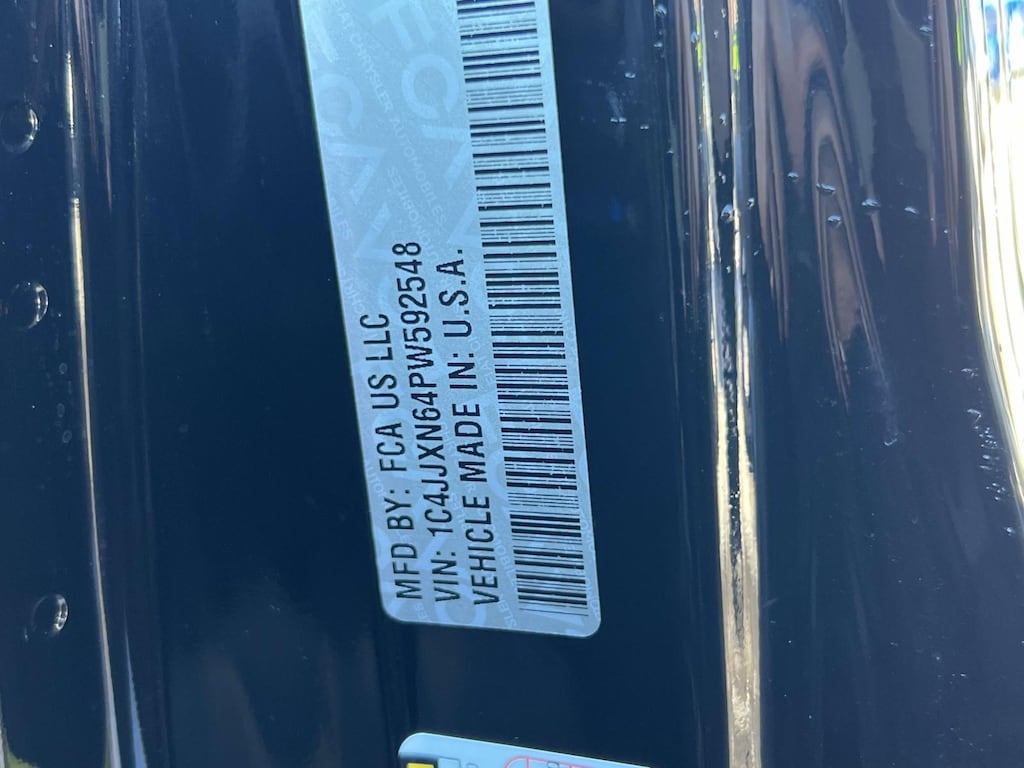 MFD BY: FCA US LLC
VIN: 1C4JJXN64PW592548
VEHICLE MADE IN: U.S.A.